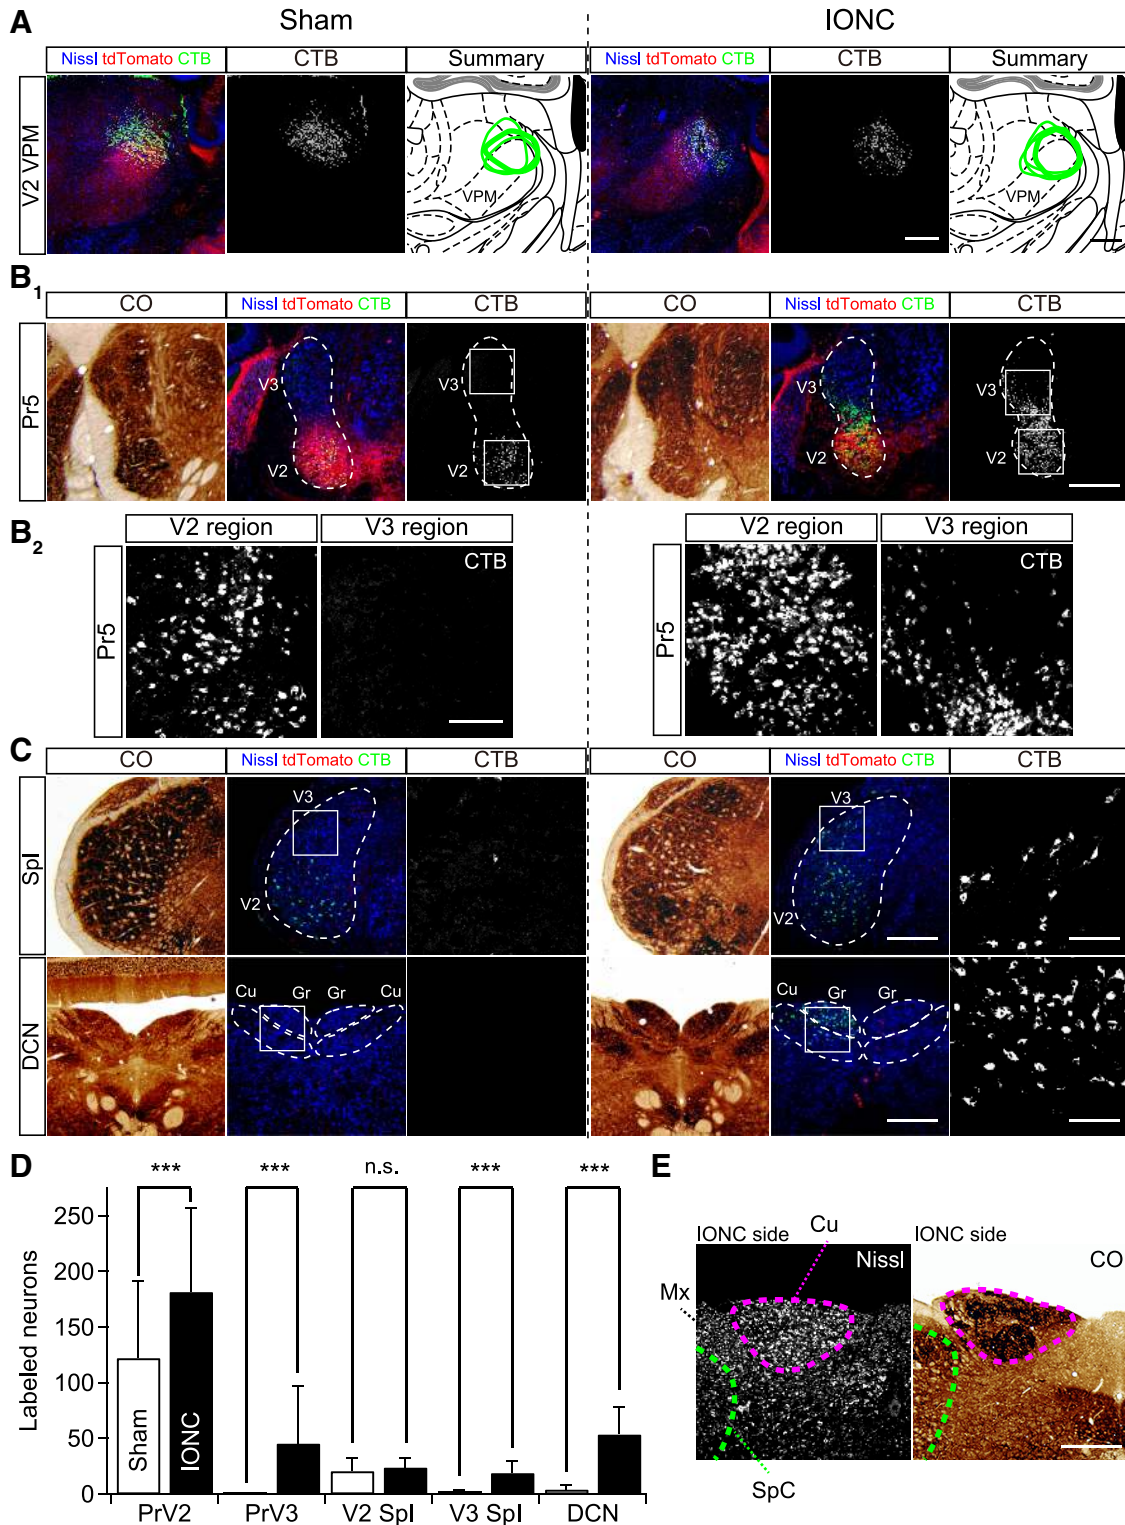 A Sham IONC
Nissl tdTomato CTB CTB Summary Nissl tdTomato CTB CTB Summary
V2 VPM
VPM VPM
B1
CO Nissl tdTomato CTB CTB CO Nissl tdTomato CTB CTB
Pr5
V3 V3 V3 V3
V2 V2 V2 V2
B2
V2 region V3 region V2 region V3 region
CTB CTB
Pr5 Pr5
C
CO Nissl tdTomato CTB CTB CO Nissl tdTomato CTB CTB
SpI
V3 V3
V2 V2
DCN
Cu Gr Gr Cu Cu Gr Gr
D
*** *** n.s. *** ***
Labeled neurons
250
200
150
100
50
0
Sham IONC
PrV2 PrV3 V2 SpI V3 SpI DCN
E
IONC side Cu IONC side
Nissl CO
Mx
SpC